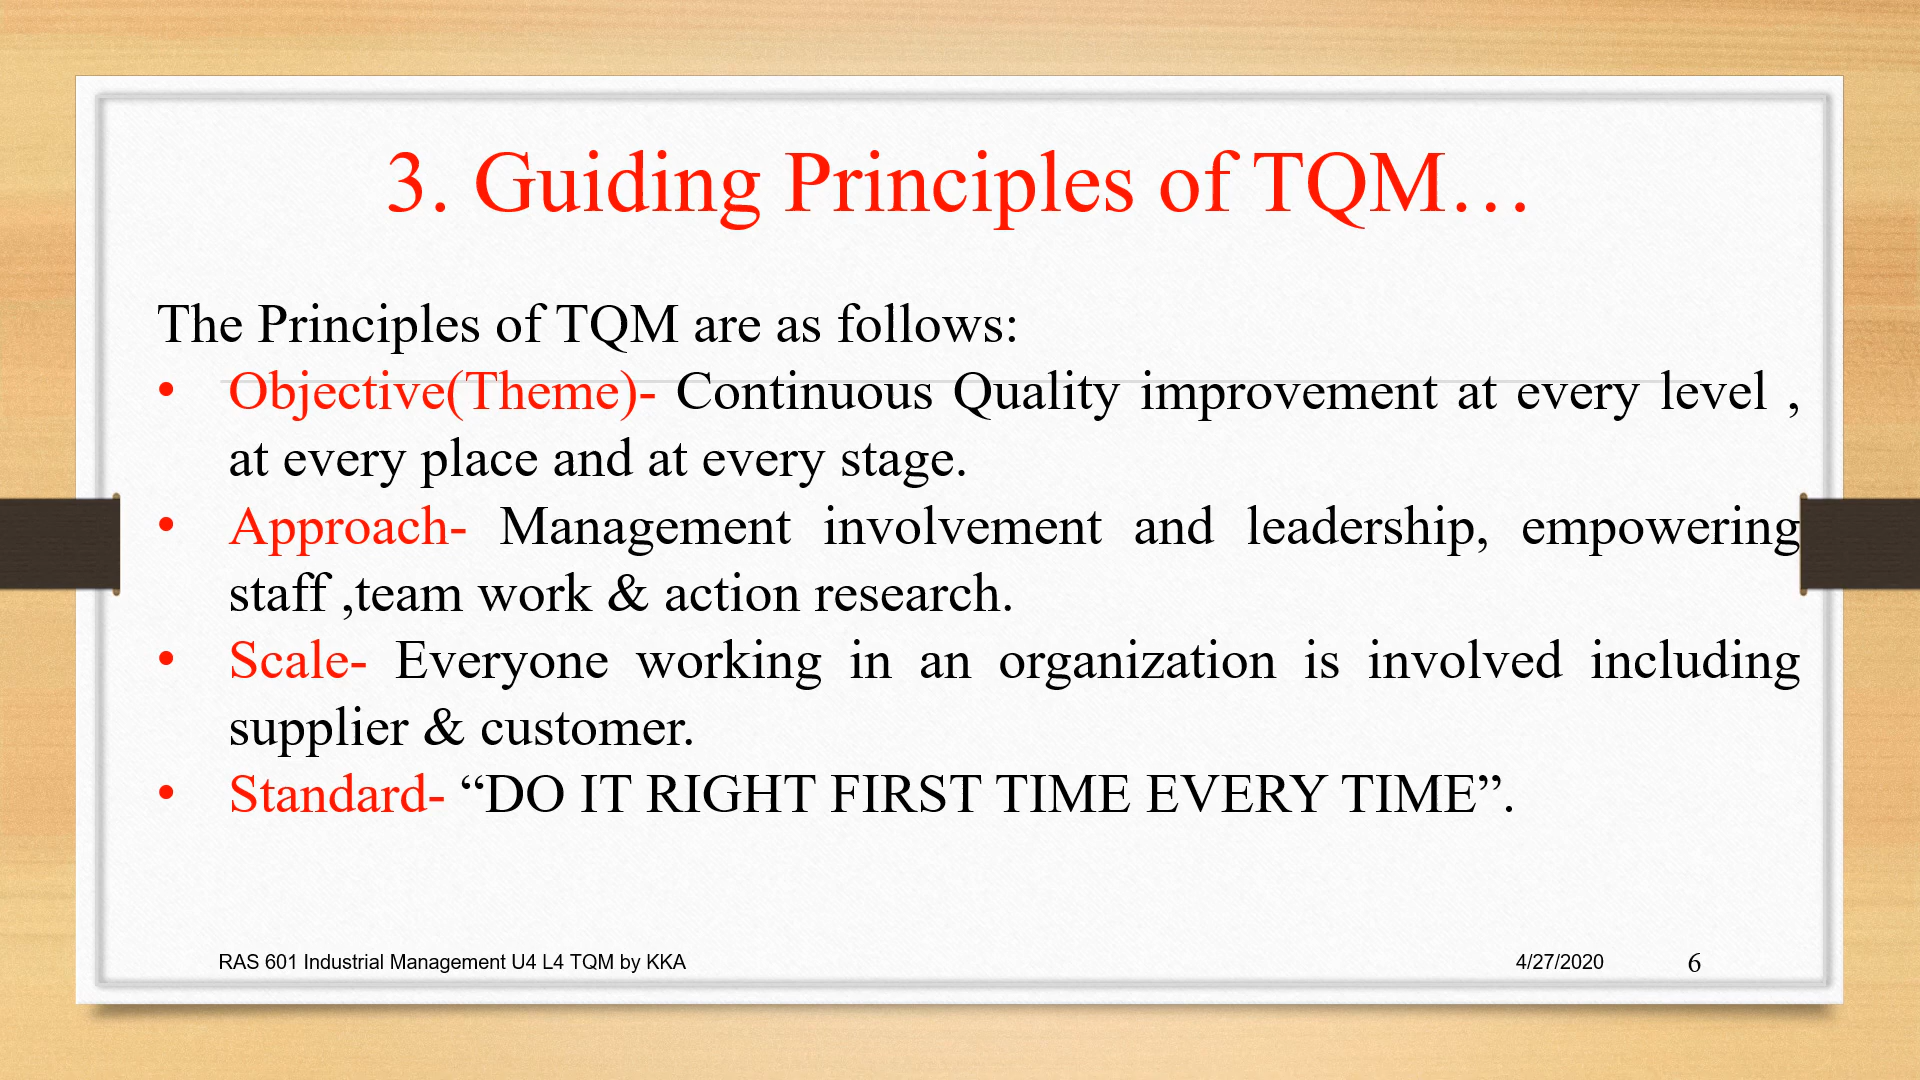 3. Guiding Principles of TQM…
The Principles of TQM are as follows:
• Objective(Theme)- Continuous Quality improvement at every level ,
at every place and at every stage.
• Approach- Management involvement and leadership, empowering
staff ,team work & action research.
• Scale- Everyone working in an organization is involved including
supplier & customer.
• Standard- “DO IT RIGHT FIRST TIME EVERY TIME”.
RAS 601 Industrial Management U4 L4 TQM by KKA 4/27/2020 6